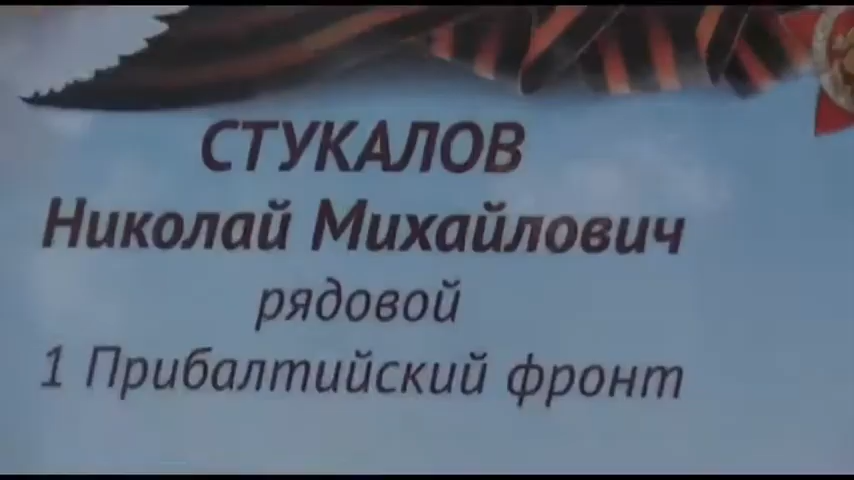 СТУКАЛОВ
Николай Михайлович
рядовой
1 Прибалтийский фронт